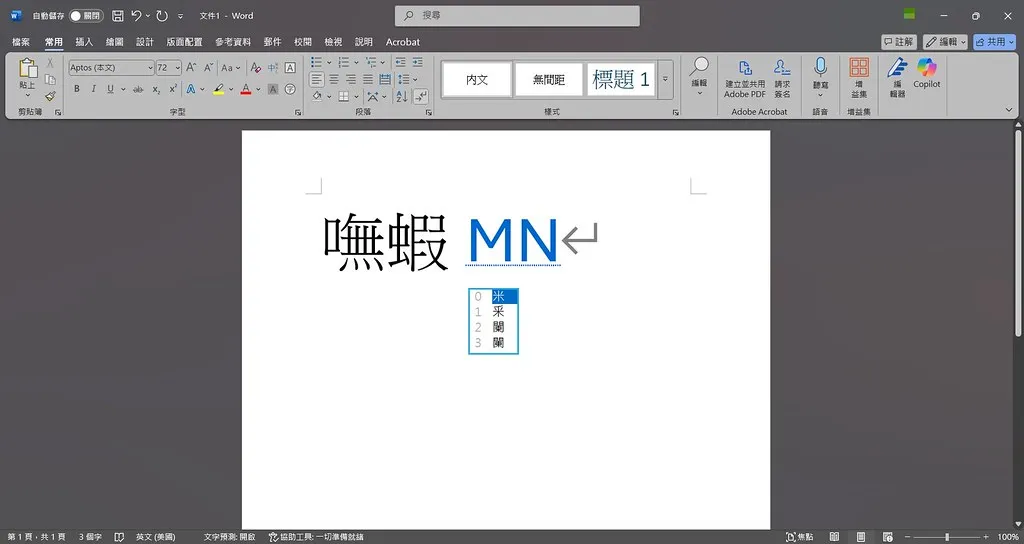 自動儲存 關閉 文件1 - Word 搜尋
檔案 常用 插入 繪圖 設計 版面配置 參考資料 郵件 校閱 檢視 說明 Acrobat 註解 編輯 共用
貼上 剪貼簿
Aptos (本文) 72 字型
段落
內文 無間距 標題 1 樣式
編輯
建立並共用 Adobe PDF 請求簽名 Adobe Acrobat
聽寫 語音
增益集 增益集
編輯器 Copilot
嘸蝦 MN
0 米
1 采
2 闌
第 1 頁，共 1 頁 3 個字 英文 (美國) 文字預測: 開啟 協助工具: 一切準備就緒 焦點 100%